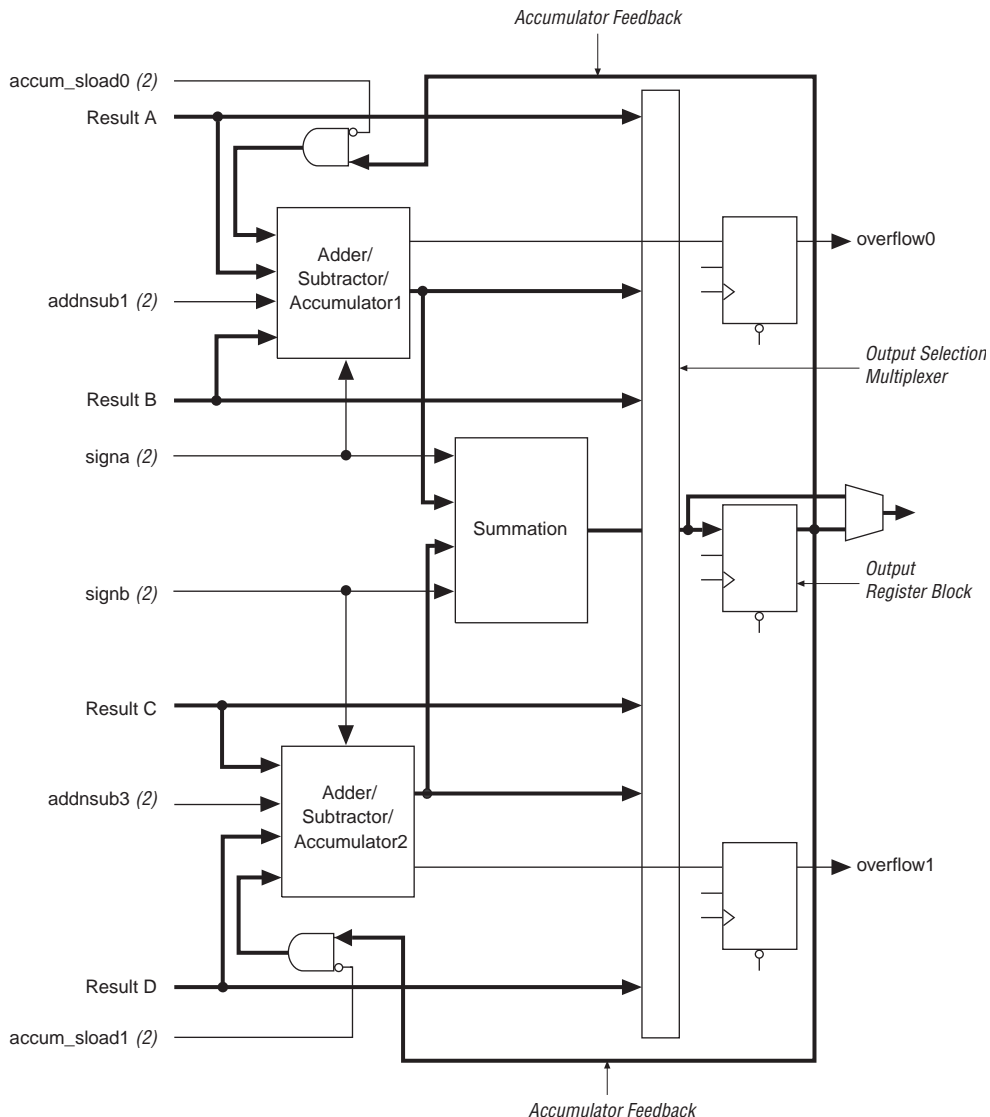 Accumulator Feedback
accum_sload0 (2)
Result A
overflow0
Adder/
Subtractor/
Accumulator1
addnsub1 (2)
Output Selection
Multiplexer
Result B
signa (2)
Summation
Output
Register Block
signb (2)
Result C
Adder/
Subtractor/
Accumulator2
addnsub3 (2)
overflow1
Result D
accum_sload1 (2)
Accumulator Feedback